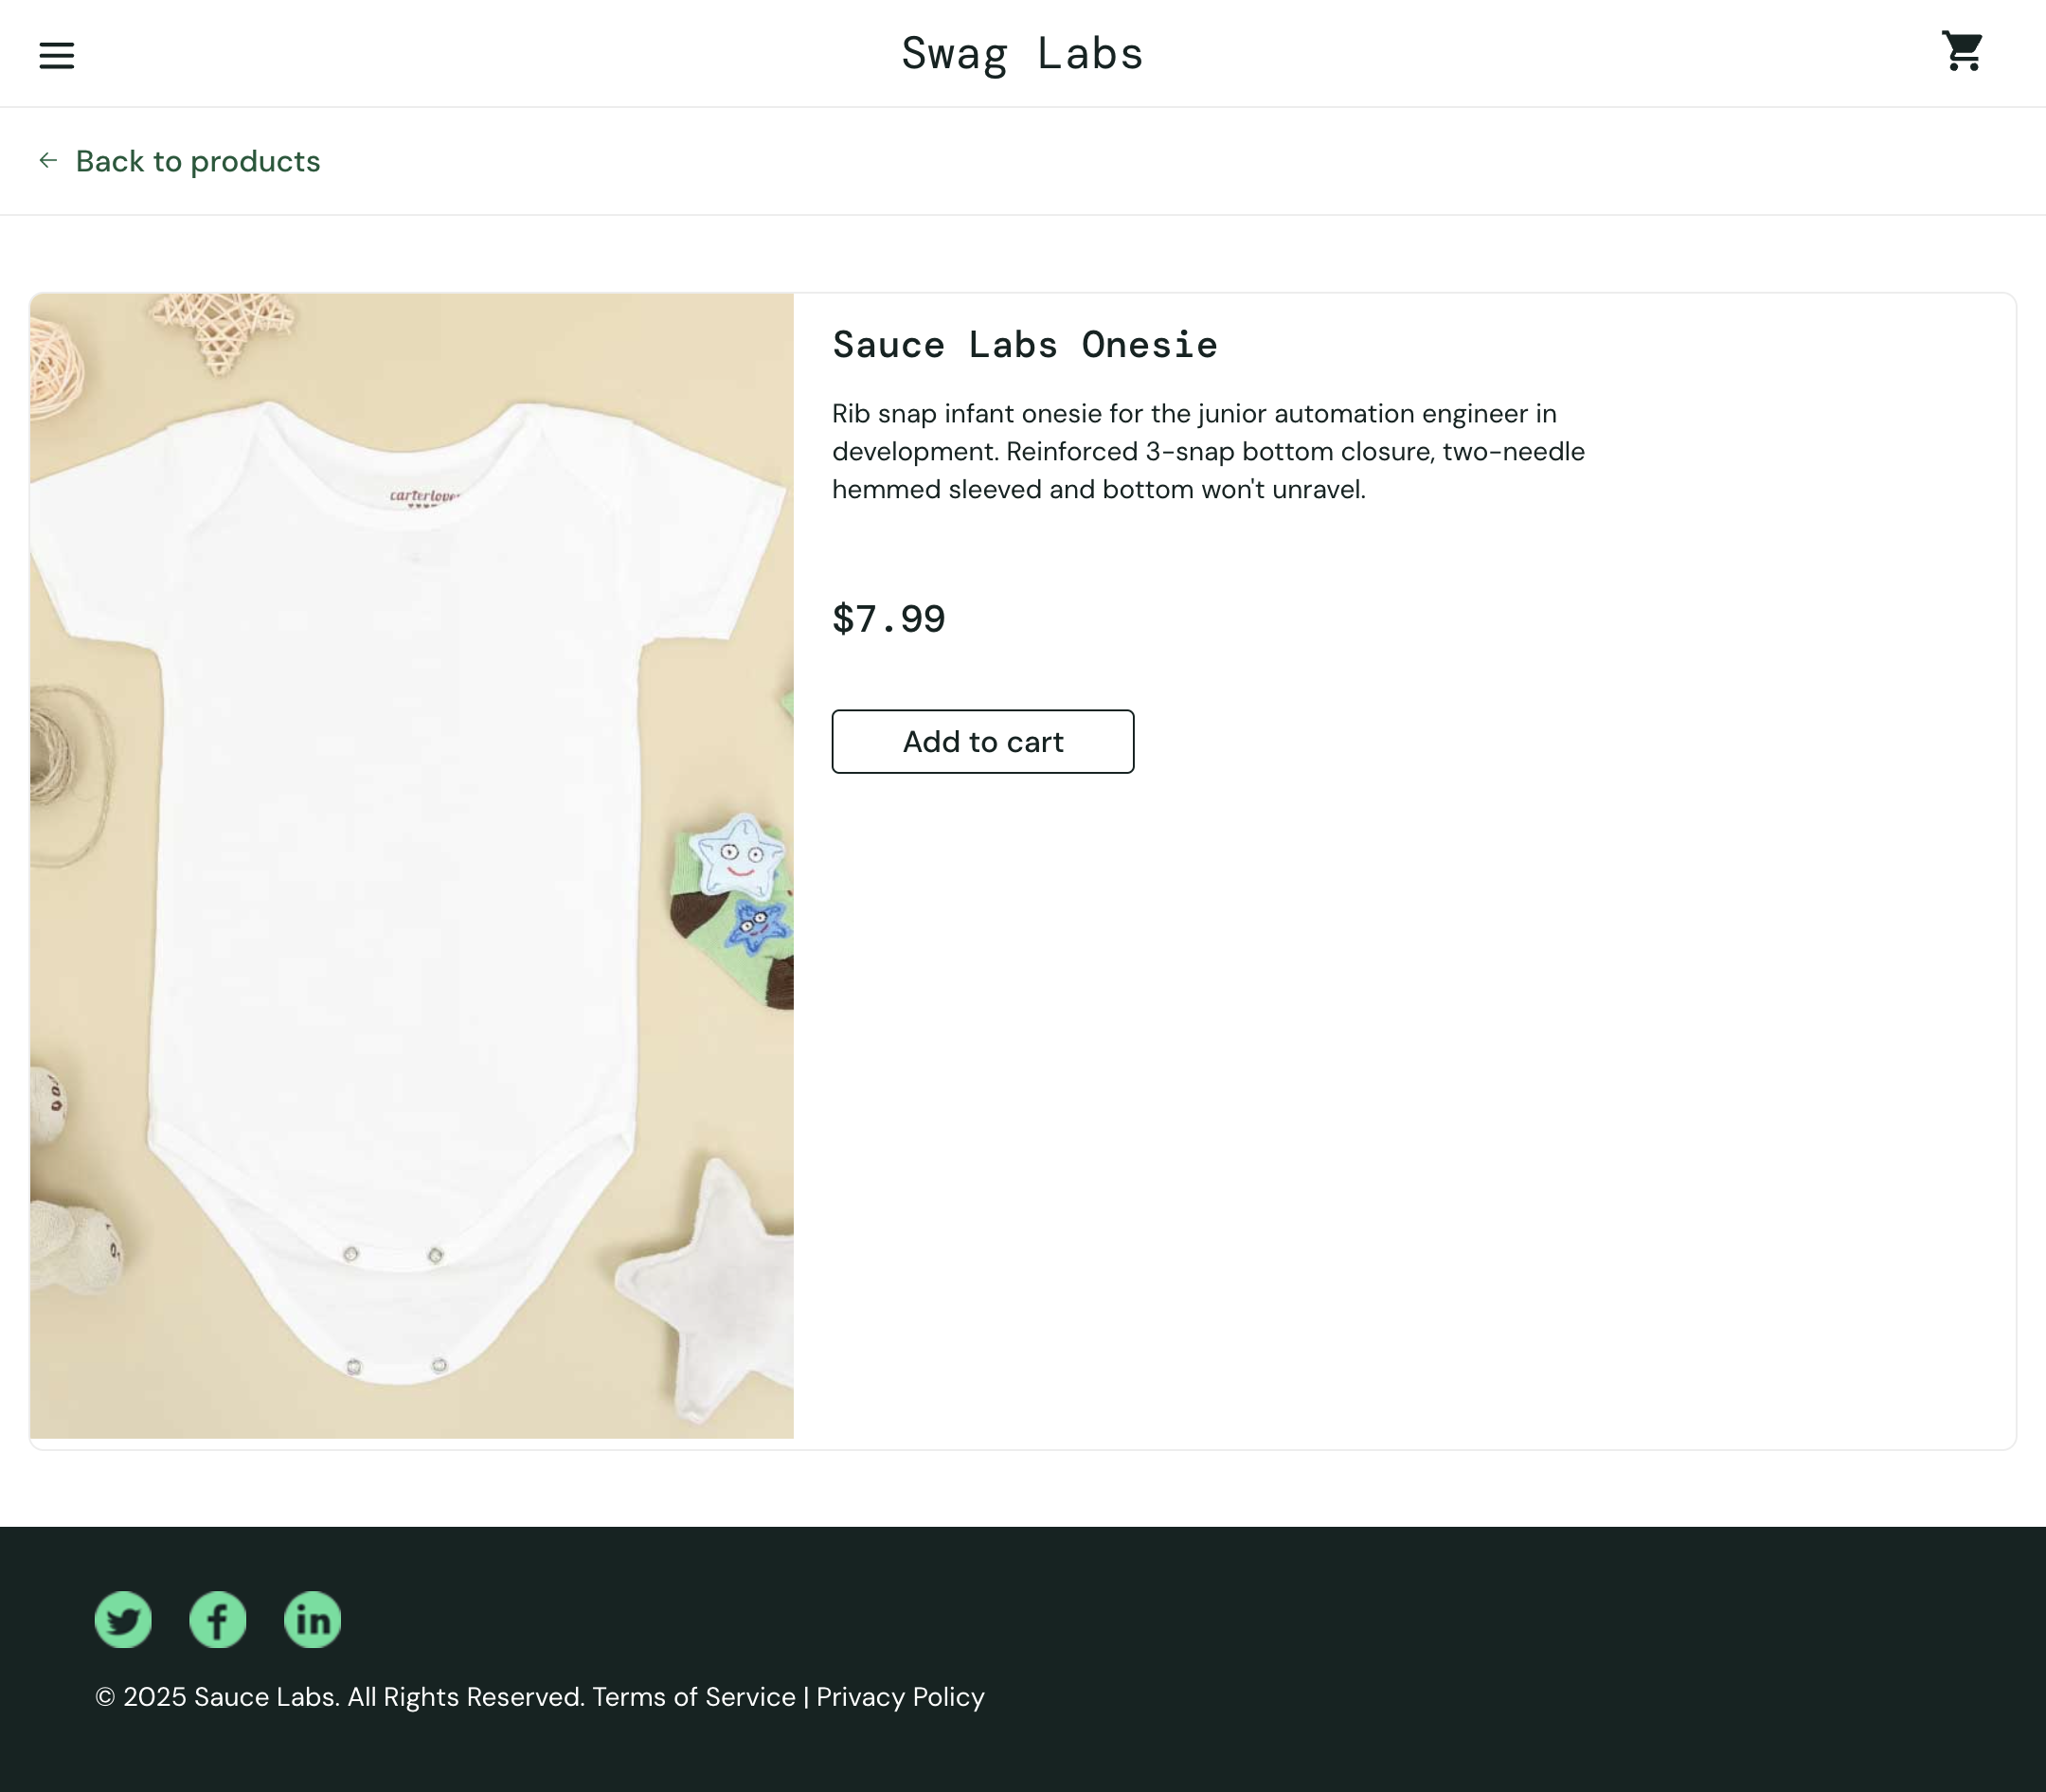 Swag Labs
Back to products
Sauce Labs Onesie
Rib snap infant onesie for the junior automation engineer in
development. Reinforced 3-snap bottom closure, two-needle
hemmed sleeved and bottom won't unravel.
$7.99
Add to cart
© 2025 Sauce Labs. All Rights Reserved. Terms of Service | Privacy Policy